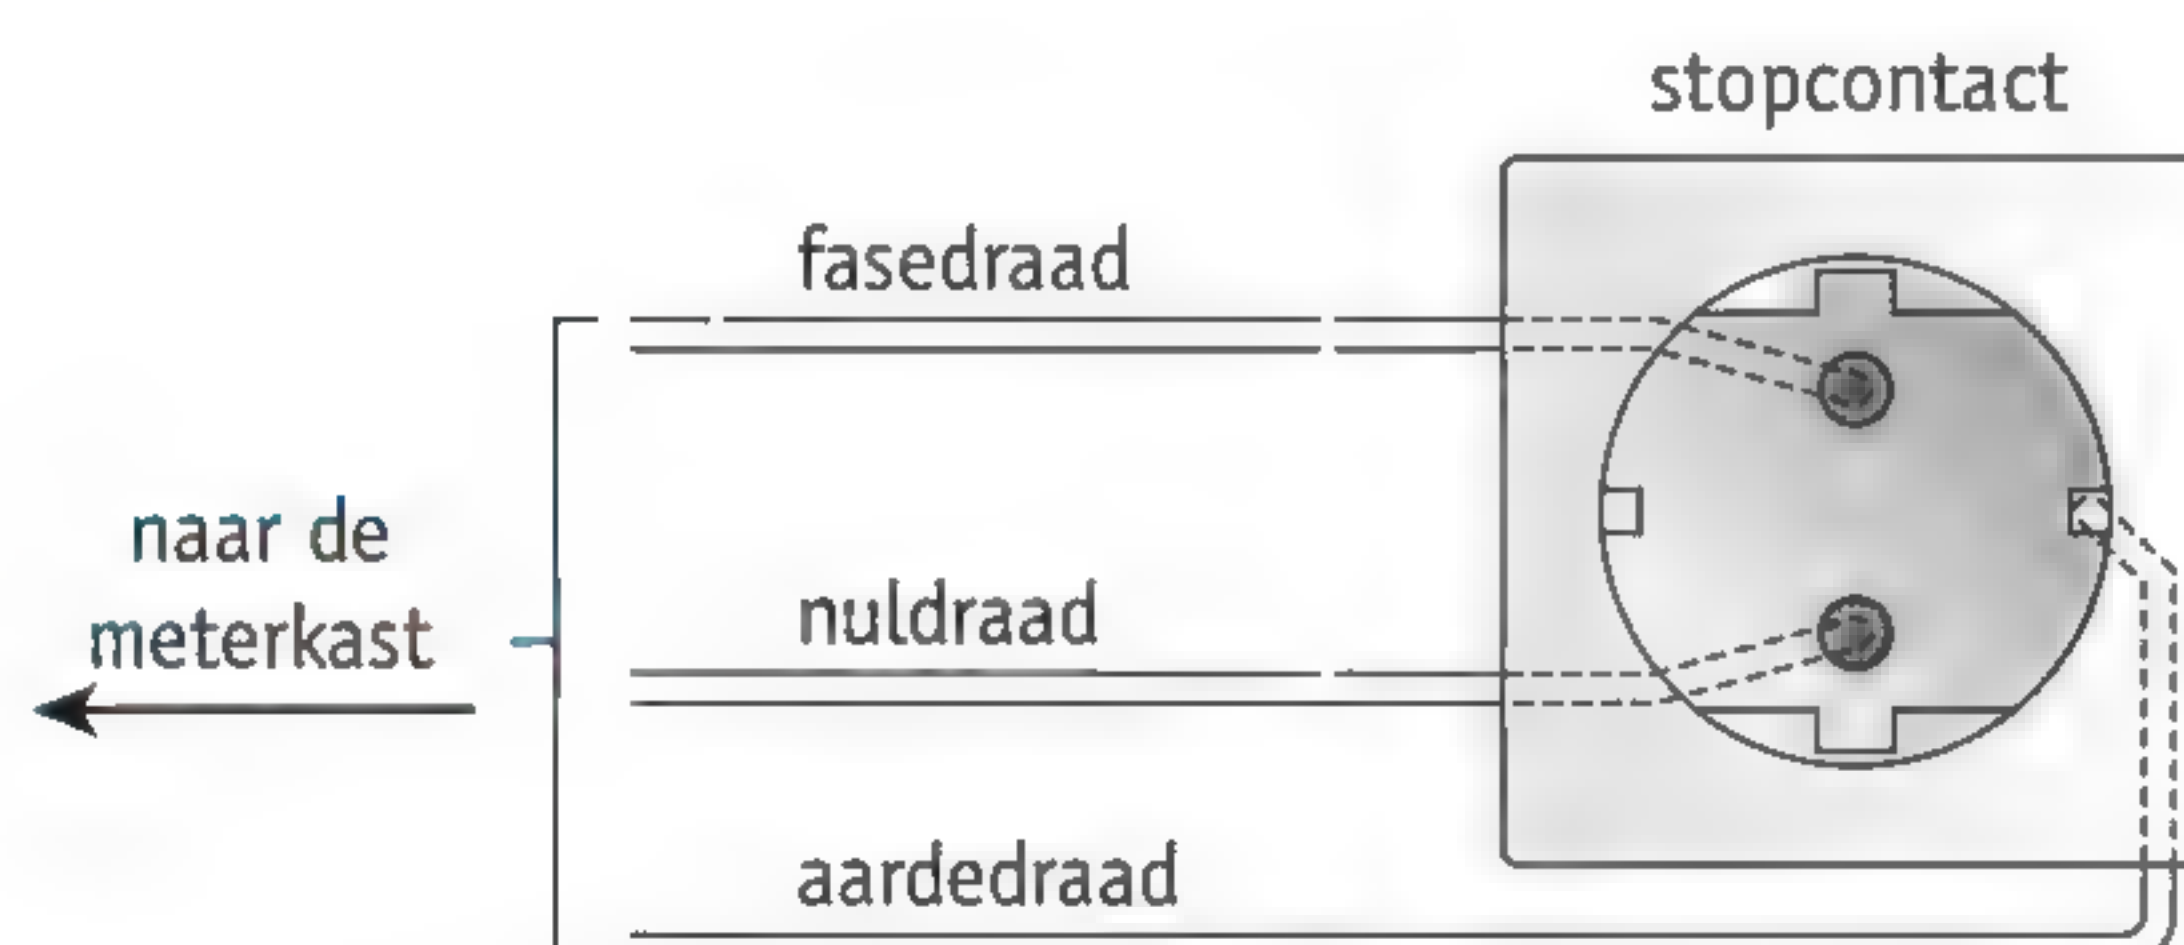 stopcontact
fasedraad
naar de
meterkast
nuldraad
aardedraad